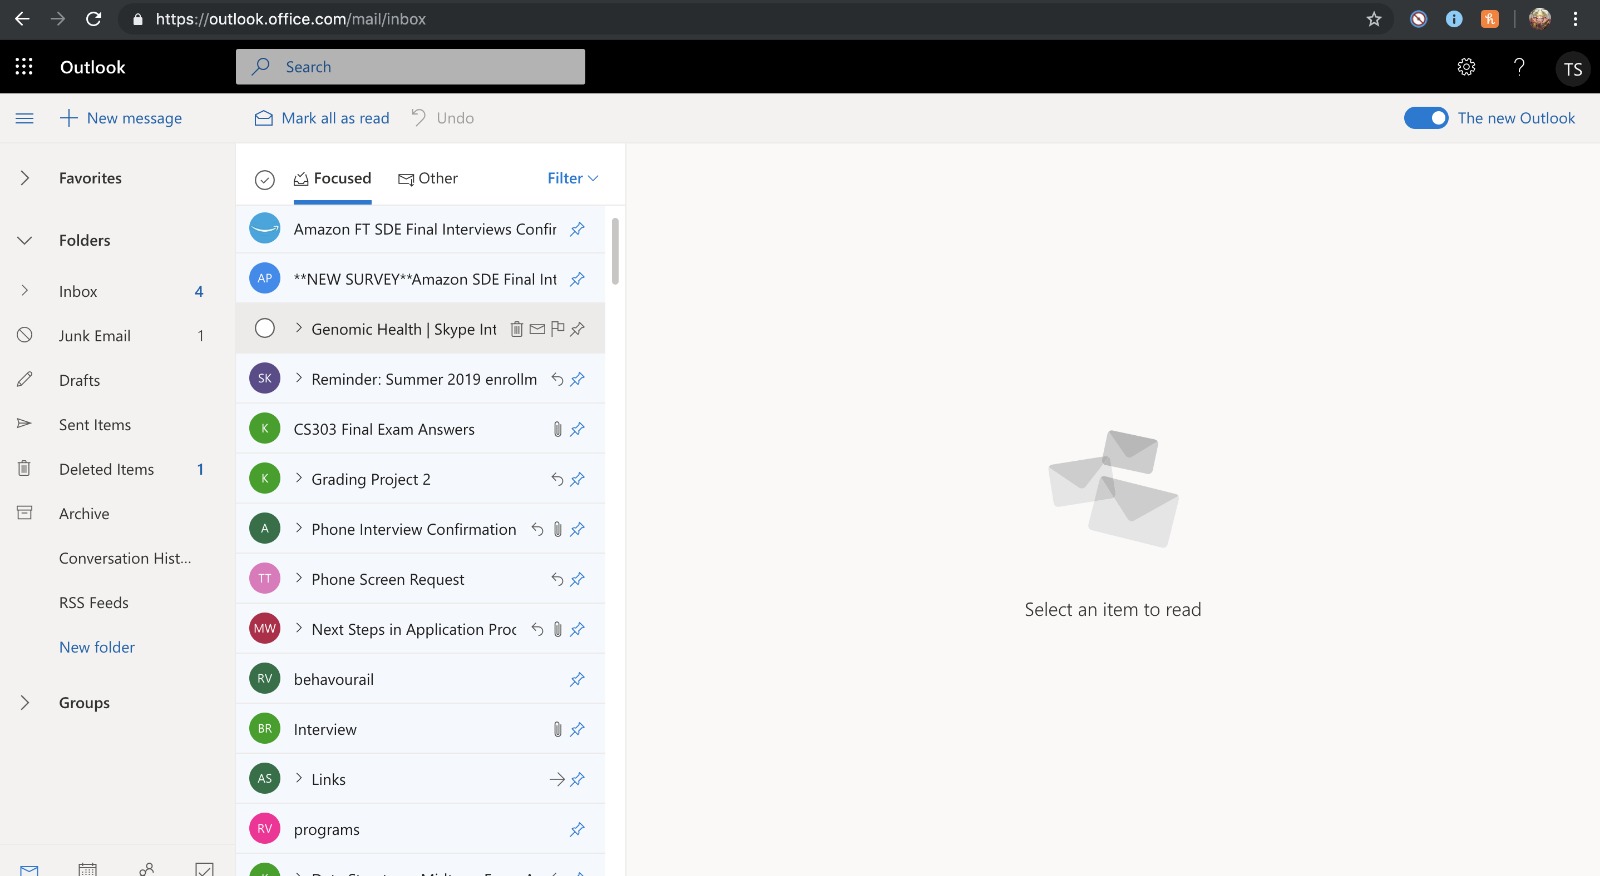 https://outlook.office.com/mail/inbox
Outlook
Search
TS
New message
Mark all as read
Undo
The new Outlook
Favorites
Folders
Inbox 4
Junk Email 1
Drafts
Sent Items
Deleted Items 1
Archive
Conversation Hist...
RSS Feeds
New folder
Groups
Focused
Other
Filter
Amazon FT SDE Final Interviews Confir
AP **NEW SURVEY**Amazon SDE Final Int
Genomic Health | Skype Int
SK Reminder: Summer 2019 enrollm
K CS303 Final Exam Answers
K Grading Project 2
A Phone Interview Confirmation
TT Phone Screen Request
MW Next Steps in Application Proc
RV behavourail
BR Interview
AS Links
RV programs
Select an item to read